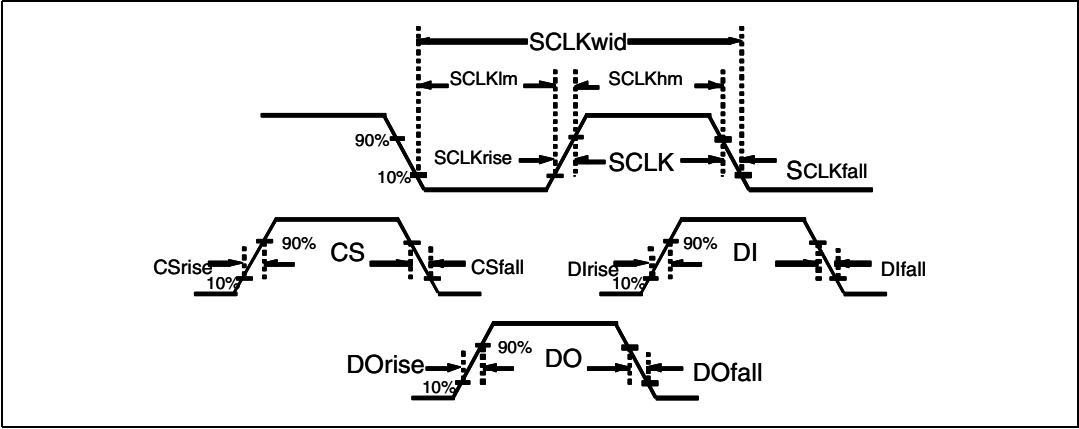 SCLKwid
SCLKlm
SCLKhm
90%
SCLKrise
SCLK
SCLKfall
10%
90%
CS
CSrise
CSfall
10%
90%
DI
DIrise
DIfall
10%
90%
DO
DOrise
DOfall
10%